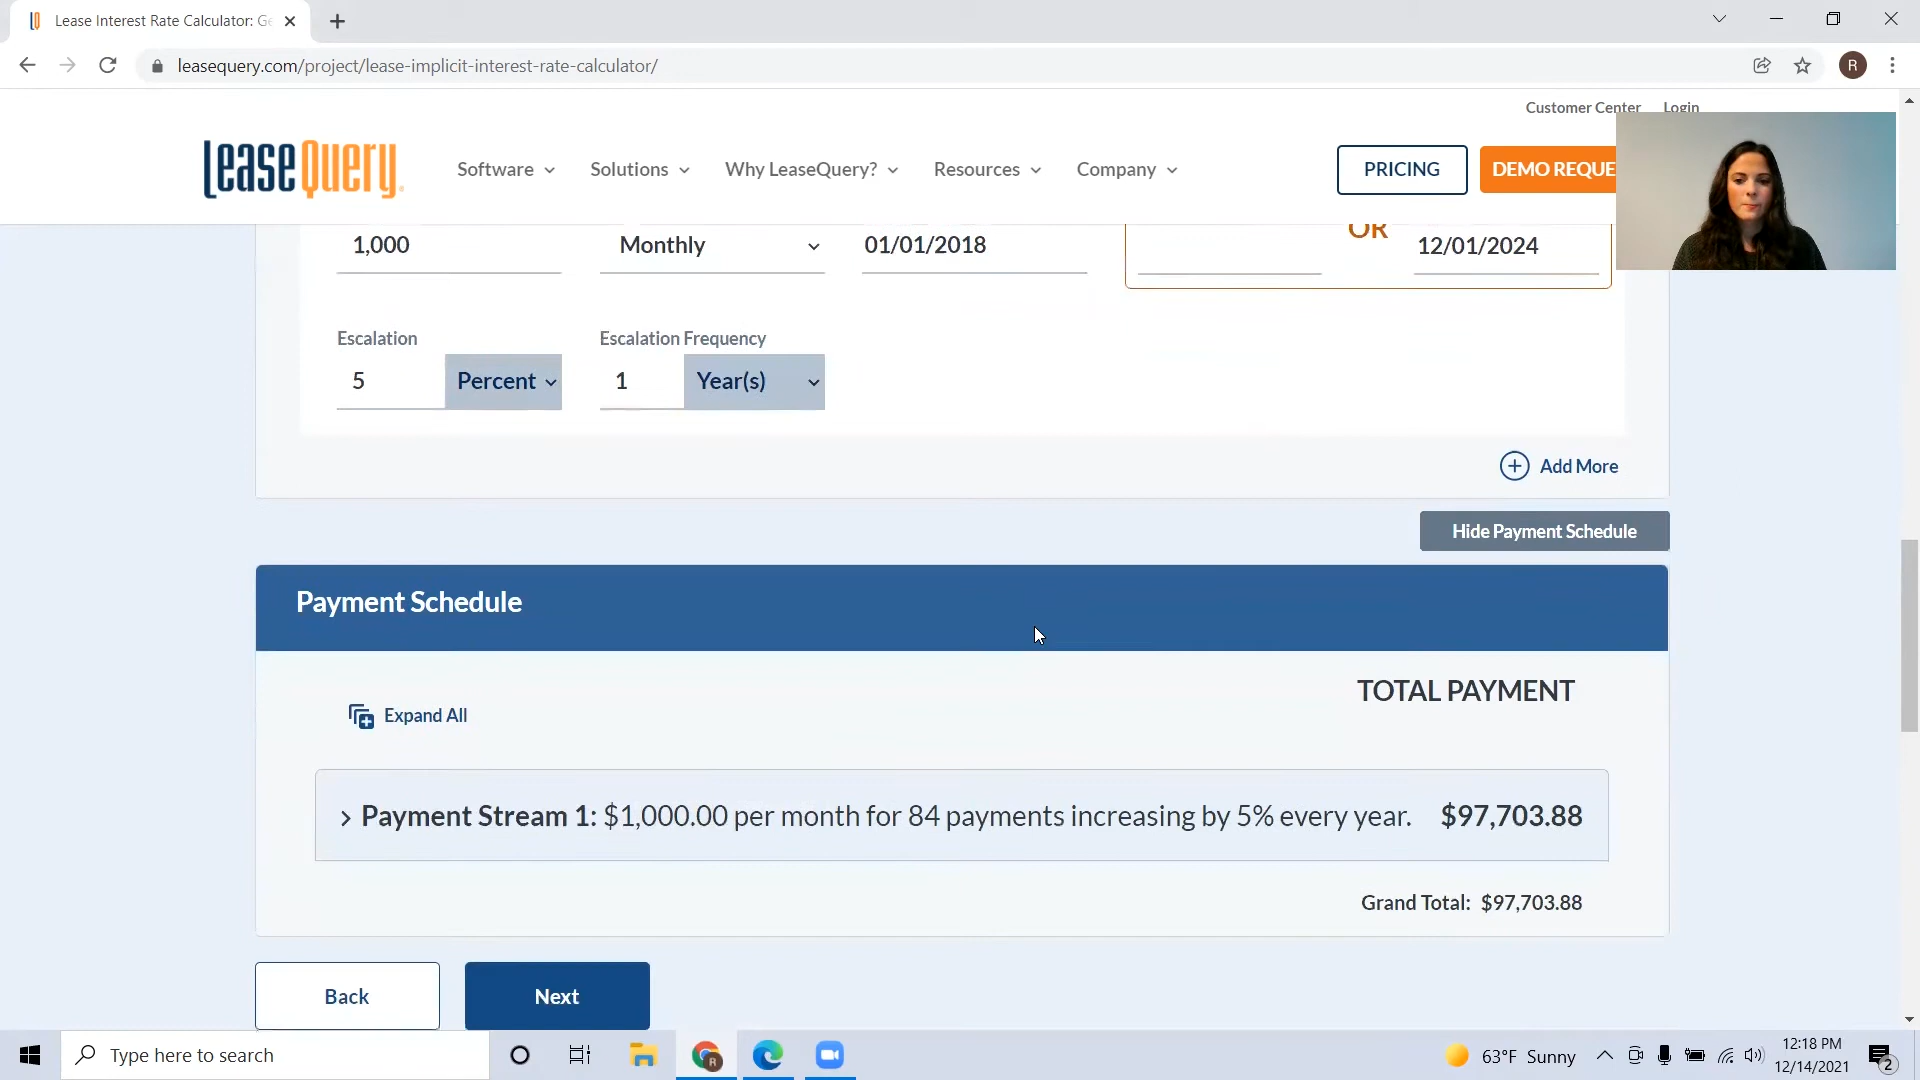 Lease Interest Rate Calculator: Ge
leasequery.com/project/lease-implicit-interest-rate-calculator/
R
Customer Center Login
LeaseQuery.
Software Solutions Why LeaseQuery? Resources Company
PRICING
DEMO REQUE
1,000 Monthly 01/01/2018 OR 12/01/2024
Escalation Escalation Frequency
5 Percent 1 Year(s)
Add More
Hide Payment Schedule
Payment Schedule
TOTAL PAYMENT
Expand All
Payment Stream 1: $1,000.00 per month for 84 payments increasing by 5% every year. $97,703.88
Grand Total: $97,703.88
Back Next
Type here to search
R
63°F Sunny
12:18 PM
12/14/2021
2